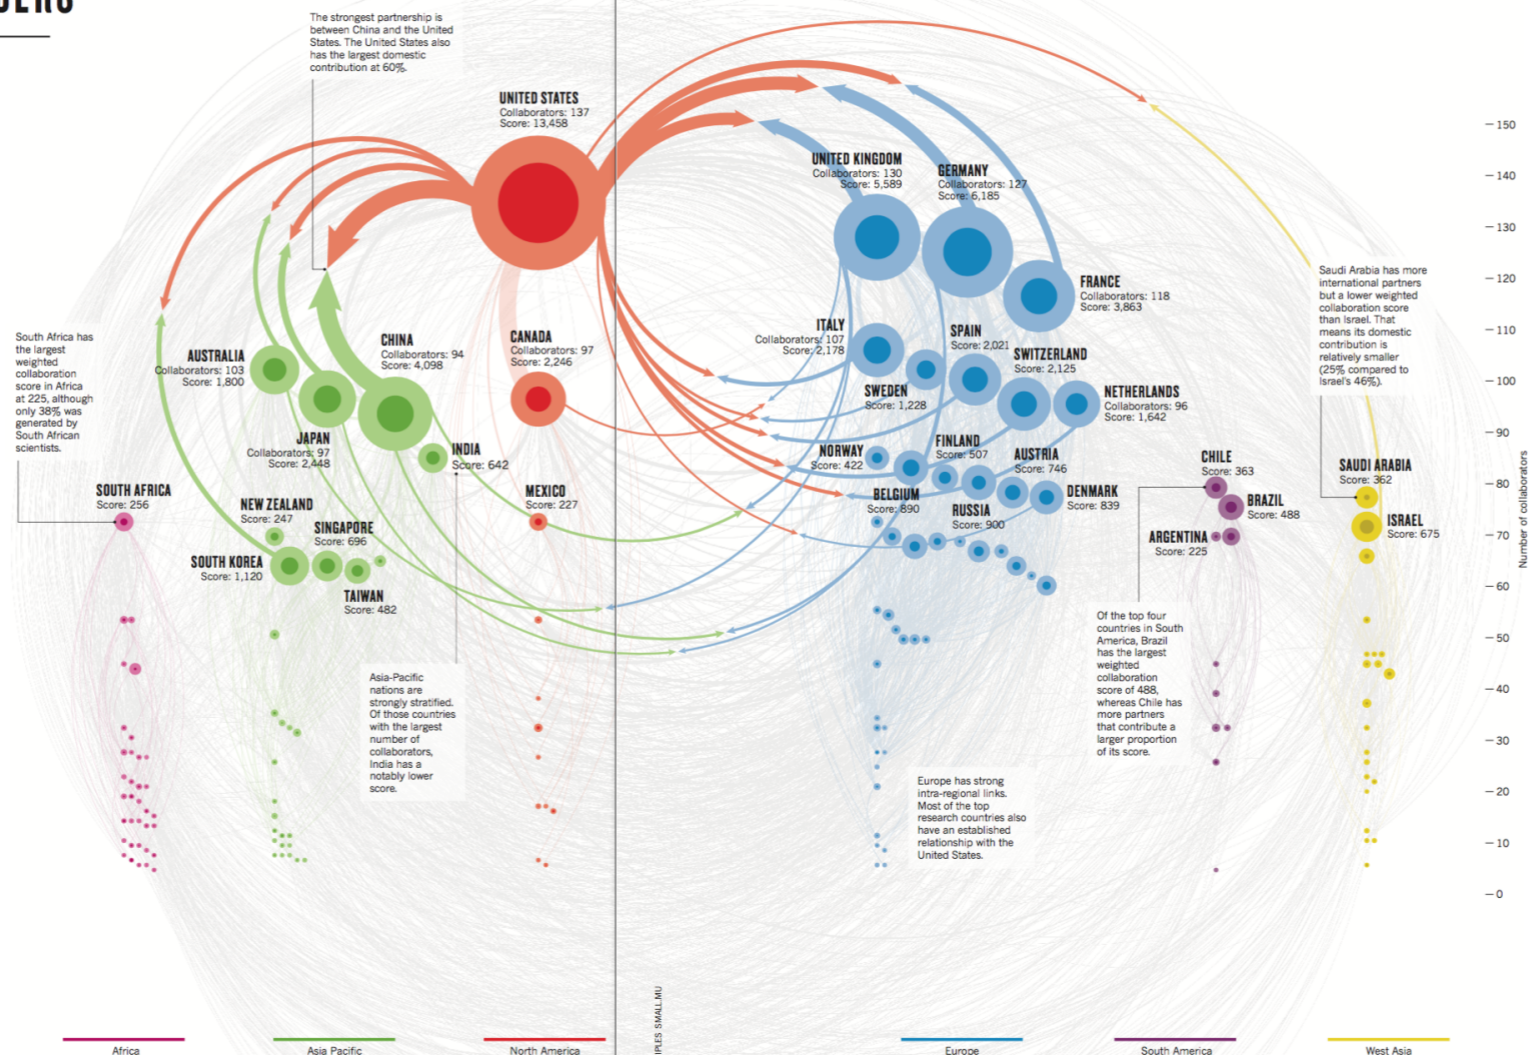 The strongest partnership is
between China and the United
States. The United States also
has the largest domestic
contribution at 60%.
UNITED STATES
Collaborators: 137
Score: 13,458
UNITED KINGDOM
Collaborators: 130
Score: 5,589
GERMANY
Collaborators: 127
Score: 6,185
FRANCE
Collaborators: 118
Score: 3,863
Saudi Arabia has more
international partners
but a lower weighted
collaboration score
than Israel. That
means its domestic
contribution is
relatively smaller
(25% compared to
Israel's 46%).
South Africa has
the largest
weighted
collaboration
score in Africa
at 225, although
only 38% was
generated by
South African
scientists.
AUSTRALIA
Collaborators: 103
Score: 1,800
CHINA
Collaborators: 94
Score: 4,098
CANADA
Collaborators: 97
Score: 2,246
ITALY
Collaborators: 107
Score: 2,178
SPAIN
Score: 2,021
SWITZERLAND
Score: 2,125
SWEDEN
Score: 1,228
NETHERLANDS
Collaborators: 96
Score: 1,642
JAPAN
Collaborators: 97
Score: 2,448
INDIA
Score: 642
NORWAY
Score: 422
FINLAND
Score: 507
AUSTRIA
Score: 746
CHILE
Score: 363
SAUDI ARABIA
Score: 362
SOUTH AFRICA
Score: 256
NEW ZEALAND
Score: 247
MEXICO
Score: 227
BELGIUM
Score: 890
DENMARK
Score: 839
BRAZIL
Score: 488
RUSSIA
Score: 900
ISRAEL
Score: 675
SINGAPORE
Score: 696
ARGENTINA
Score: 225
SOUTH KOREA
Score: 1,120
TAIWAN
Score: 482
Of the top four
countries in South
America, Brazil
has the largest
weighted
collaboration
score of 488,
whereas Chile has
more partners
that contribute a
larger proportion
of its score.
Asia-Pacific
nations are
strongly stratified.
Of those countries
with the largest
number of
collaborators,
India has a
notably lower
score.
Europe has strong
intra-regional links.
Most of the top
research countries also
have an established
relationship with the
United States.
150
140
130
120
110
100
90
80
70
60
50
40
30
20
10
0
Number of collaborators
Africa
Asia Pacific
North America
Europe
South America
West Asia